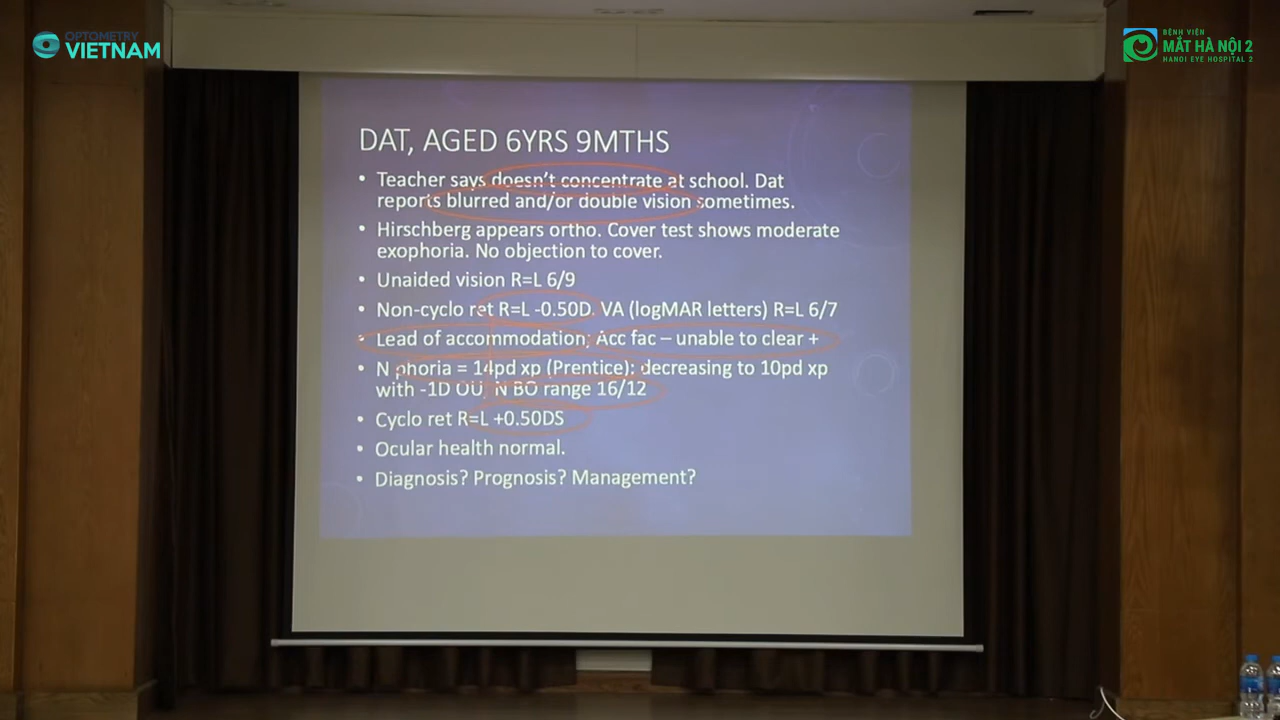 OPTOMETRY
VIETNAM
BỆNH VIỆN
MẮT HÀ NỘI 2
HANOI EYE HOSPITAL 2
DAT, AGED 6YRS 9MTHS
• Teacher says doesn't concentrate at school. Dat
reports blurred and/or double vision sometimes.
• Hirschberg appears ortho. Cover test shows moderate
exophoria. No objection to cover.
• Unaided vision R=L 6/9
• Non-cyclo ret R=L -0.50D. VA (logMAR letters) R=L 6/7
• Lead of accommodation; Acc fac – unable to clear +
• N phoria = 14pd xp (Prentice): decreasing to 10pd xp
with -1D OU; N BO range 16/12
• Cyclo ret R=L +0.50DS
• Ocular health normal.
• Diagnosis? Prognosis? Management?